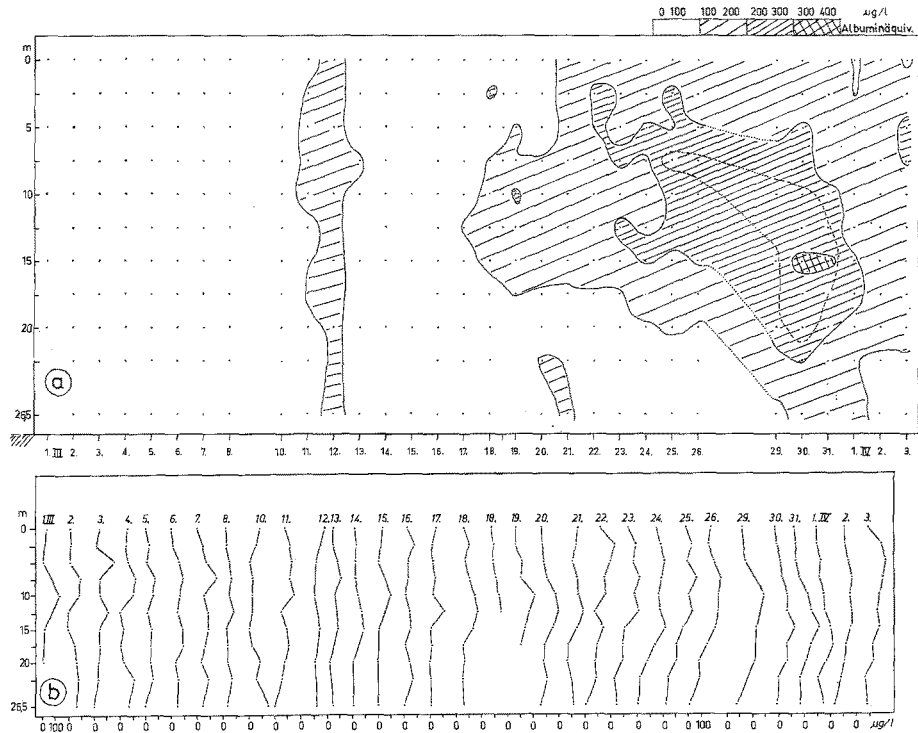 0 100 100 200 200 300 300 400 µg/l
Albuminäquiv.
m
0
5
10
15
20
26,5
a
1. III 2. 3. 4. 5. 6. 7. 8. 10. 11. 12. 13. 14. 15. 16. 17. 18. 19. 20. 21. 22. 23. 24. 25. 26. 29. 30. 31. 1. IV 2. 3.
m
1.III 2. 3. 4. 5. 6. 7. 8. 10. 11. 12. 13. 14. 15. 16. 17. 18. 18. 19. 20. 21. 22. 23. 24. 25. 26. 29. 30. 31. 1. IV 2. 3.
0
5
10
15
20
26,5
b
0 100 0 0 0 0 0 0 0 0 0 0 0 0 0 0 0 0 0 0 0 0 0 0 100 0 0 0 0 0 0 µg/l